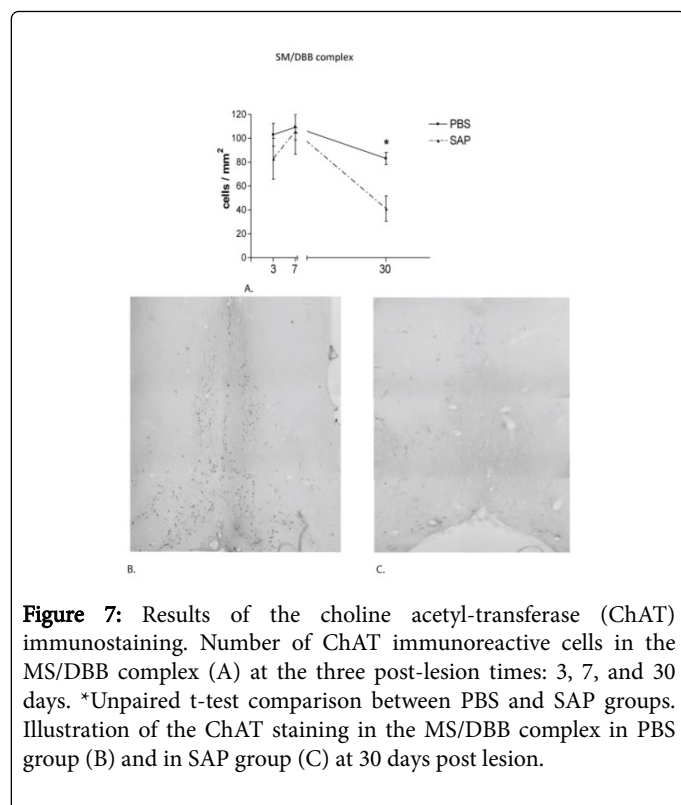 SM/DBB complex
120
100
80
60
40
20
0
cells / mm²
*
PBS
SAP
3 7 30
A.
B. C.
Figure 7: Results of the choline acetyl-transferase (ChAT)
immunostaining. Number of ChAT immunoreactive cells in the
MS/DBB complex (A) at the three post-lesion times: 3, 7, and 30
days. *Unpaired t-test comparison between PBS and SAP groups.
Illustration of the ChAT staining in the MS/DBB complex in PBS
group (B) and in SAP group (C) at 30 days post lesion.